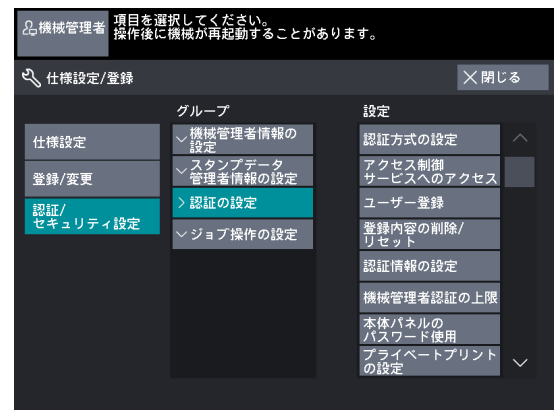 機械管理者
項目を選択してください。
操作後に機械が再起動することがあります。
仕様設定/登録
閉じる
グループ
設定
仕様設定
登録/変更
認証/
セキュリティ設定
機械管理者情報の
設定
スタンプデータ
管理者情報の設定
認証の設定
ジョブ操作の設定
認証方式の設定
アクセス制御
サービスへのアクセス
ユーザー登録
登録内容の削除/
リセット
認証情報の設定
機械管理者認証の上限
本体パネルの
パスワード使用
プライベートプリント
の設定